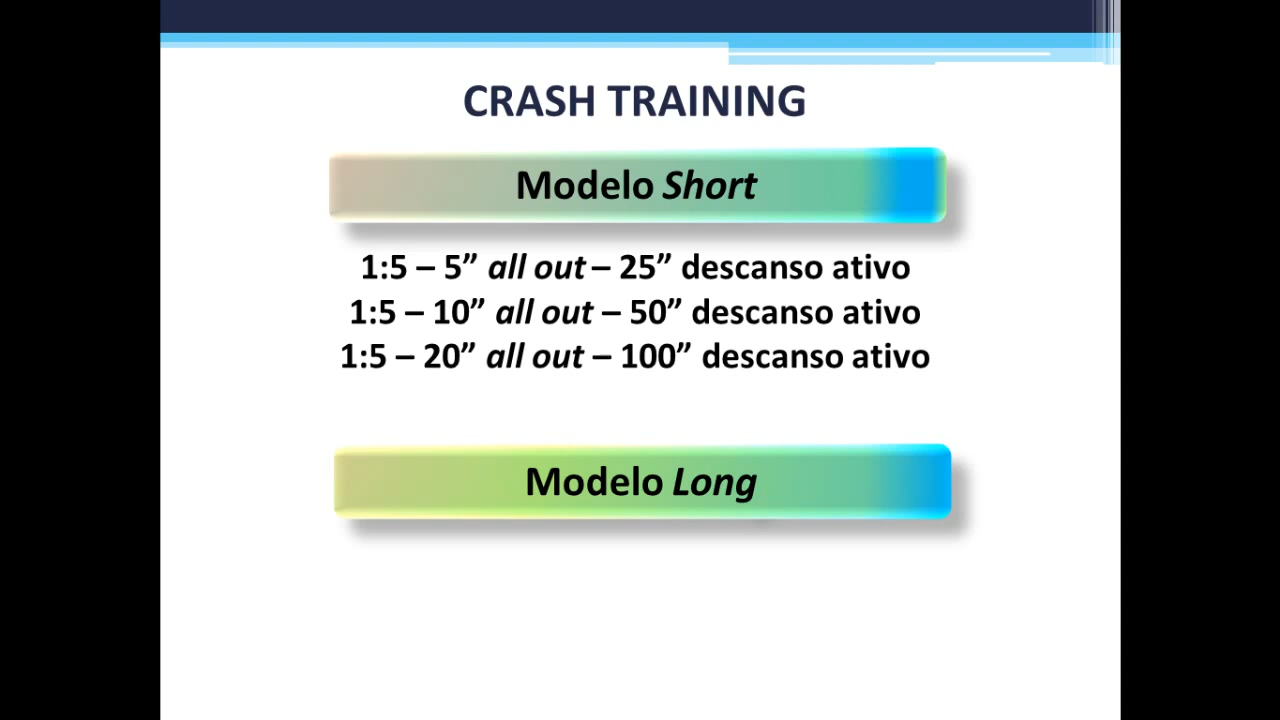 CRASH TRAINING
Modelo Short
1:5 – 5” all out – 25” descanso ativo
1:5 – 10” all out – 50” descanso ativo
1:5 – 20” all out – 100” descanso ativo
Modelo Long